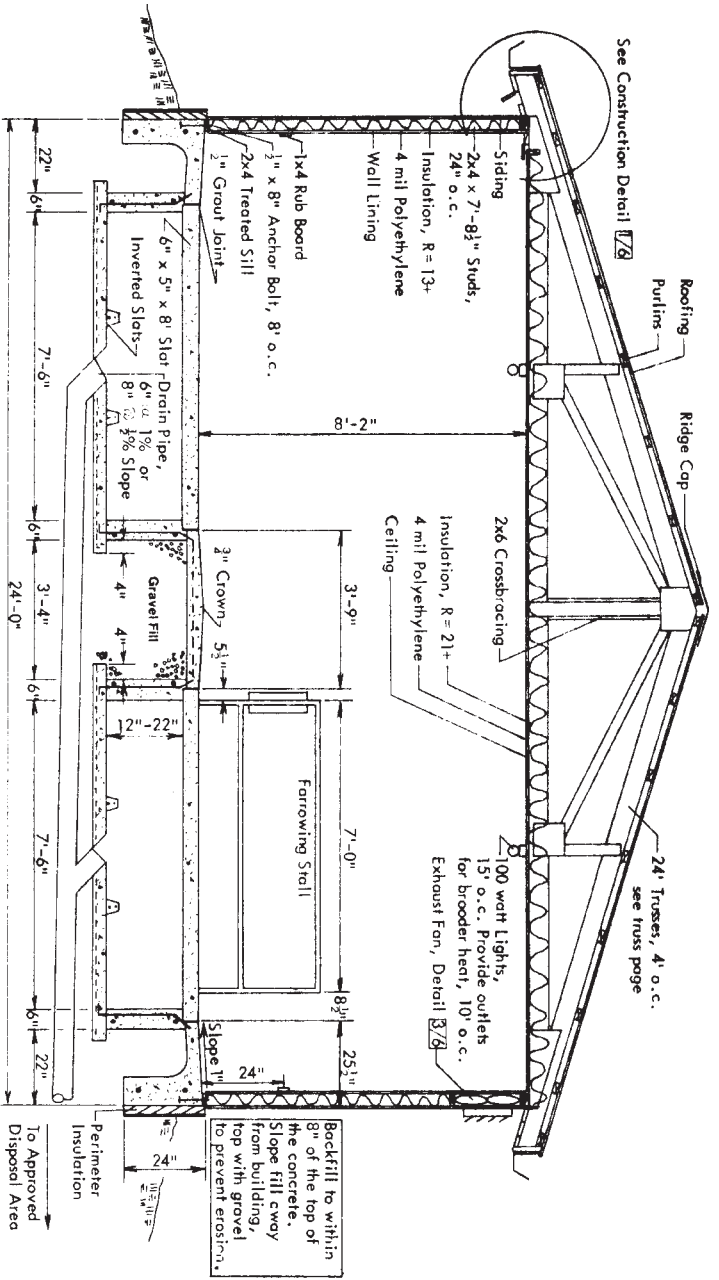 See Construction Detail 1/6
Roofing
Purlins
Ridge Cap
24' Trusses, 4' o.c.
see truss page
Siding
2x4 x 7'-8½" Studs,
24" o.c.
Insulation, R = 13+
4 mil Polyethylene
Wall Lining
1x4 Rub Board
½" x 8" Anchor Bolt, 8' o.c.
2x4 Treated Sill
½" Grout Joint
2x6 Crossbracing
Insulation, R = 21+
4 mil Polyethylene
Ceiling
100 watt Lights,
15' o.c. Provide outlets
for brooder heat, 10' o.c.
Exhaust Fan, Detail 3/6
8'-2"
3'-9"
7'-0"
8½"
25½"
Farrowing Stall
24"
Slope 1"
Backfill to within
8" of the top of
the concrete.
Slope fill away
from building,
top with gravel
to prevent erosion.
6" x 5" x 8' Slat
Inverted Slats
Drain Pipe,
6" @ 1% or
8" @ ½% Slope
¾" Crown
5½"
Gravel Fill
4"
4"
12"-22"
24"
Perimeter
Insulation
22"
6"
7'-6"
6"
3'-4"
6"
7'-6"
6"
22"
24'-0"
To Approved
Disposal Area